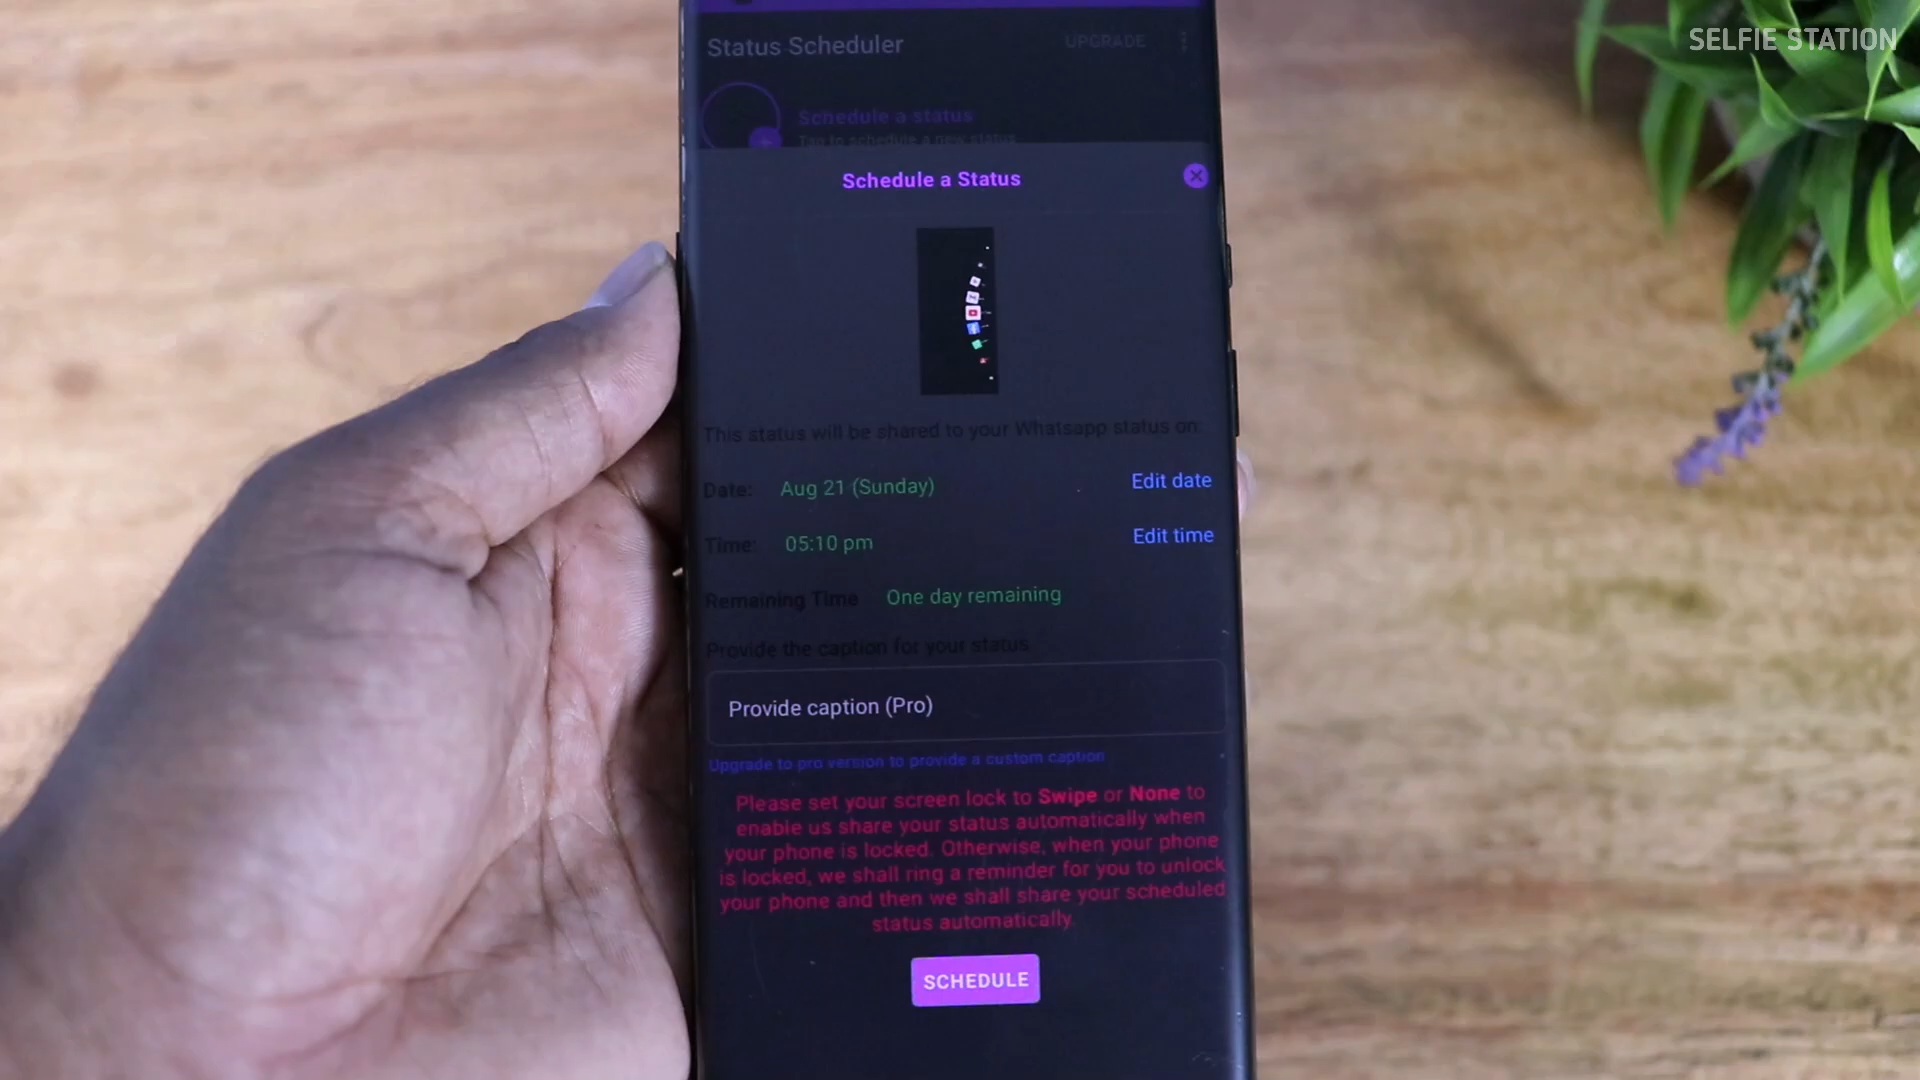 SELFIE STATION
Status Scheduler
UPGRADE
Schedule a status
Tap to schedule a new status
Schedule a Status
This status will be shared to your Whatsapp status on:
Date: Aug 21 (Sunday) Edit date
Time: 05:10 pm Edit time
Remaining Time One day remaining
Provide the caption for your status
Provide caption (Pro)
Upgrade to pro version to provide a custom caption
Please set your screen lock to Swipe or None to
enable us share your status automatically when
your phone is locked. Otherwise, when your phone
is locked, we shall ring a reminder for you to unlock
your phone and then we shall share your scheduled
status automatically.
SCHEDULE